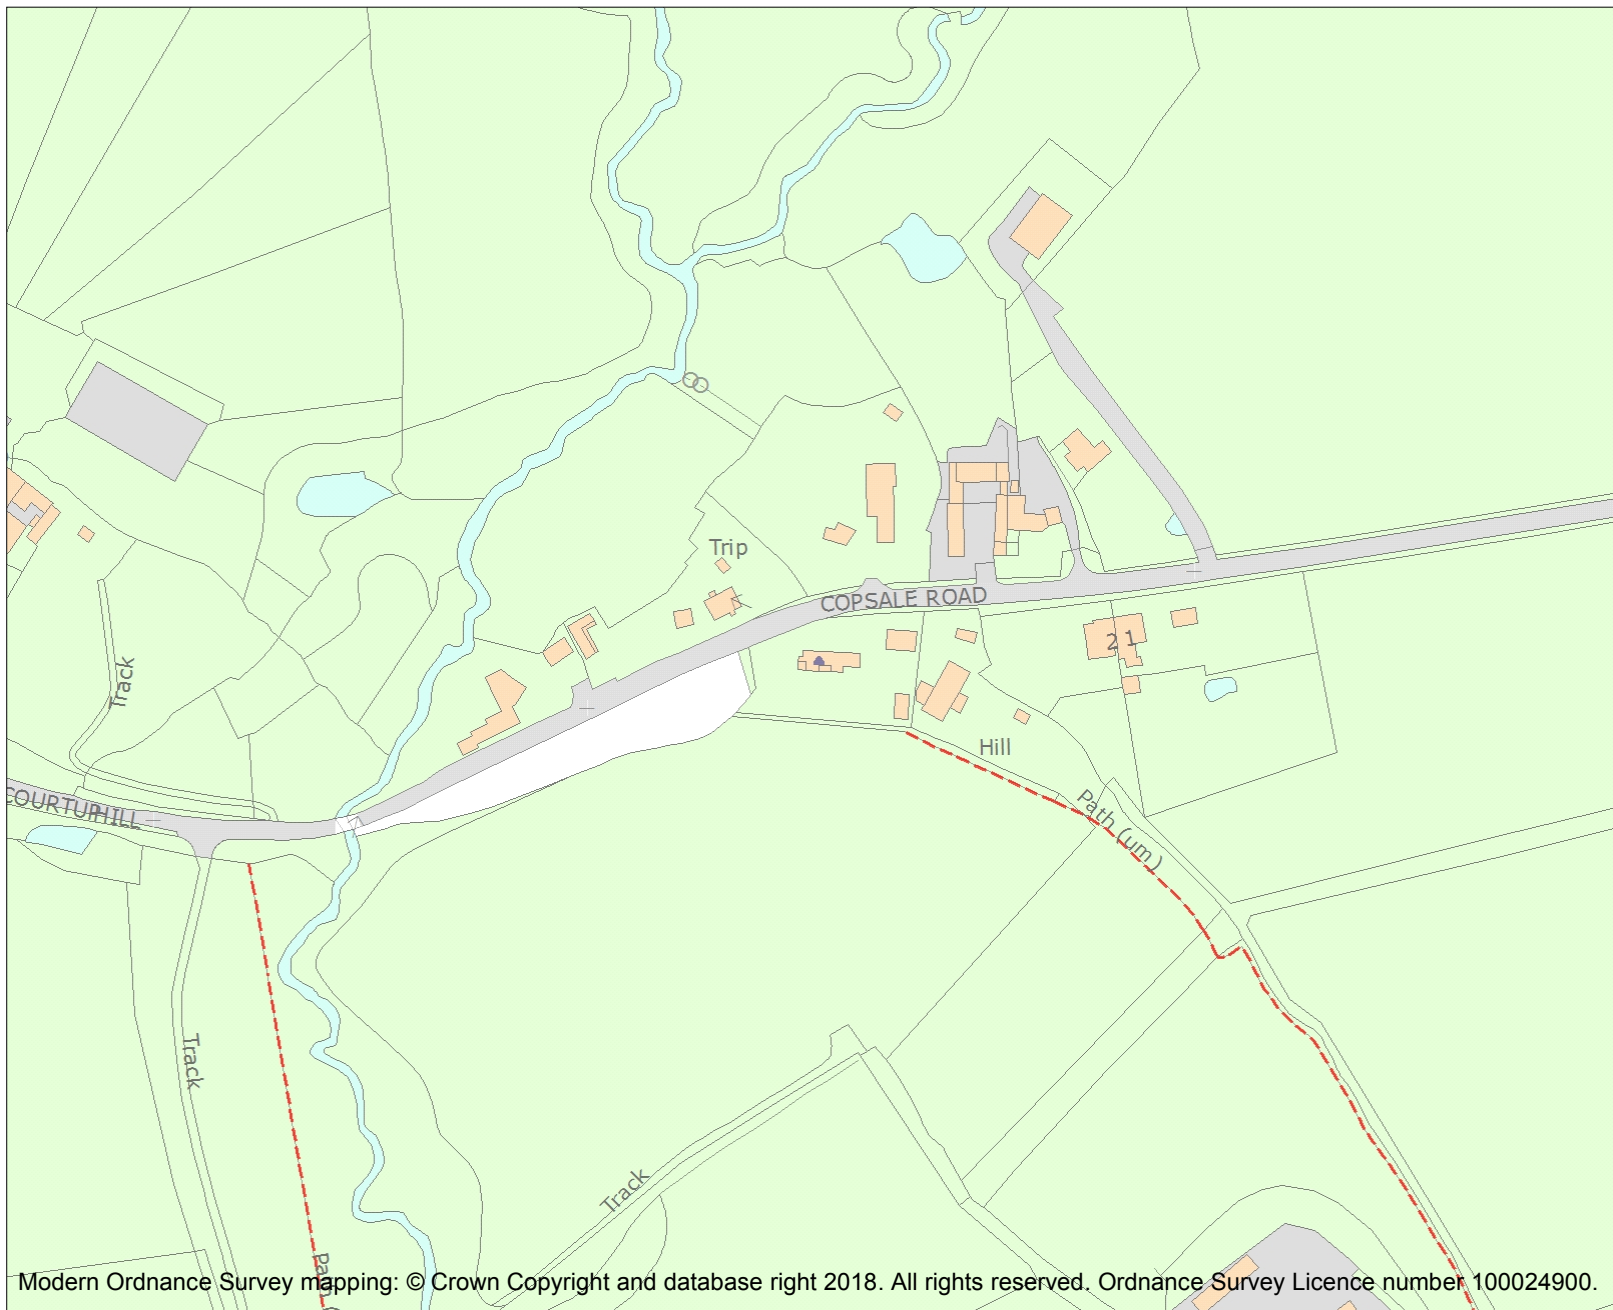 Trip
COPSALE ROAD
2 1
Track
Hill
COURTUPHILL
Path (um)
Track
Track
Path (
Modern Ordnance Survey mapping: © Crown Copyright and database right 2018. All rights reserved. Ordnance Survey Licence number 100024900.